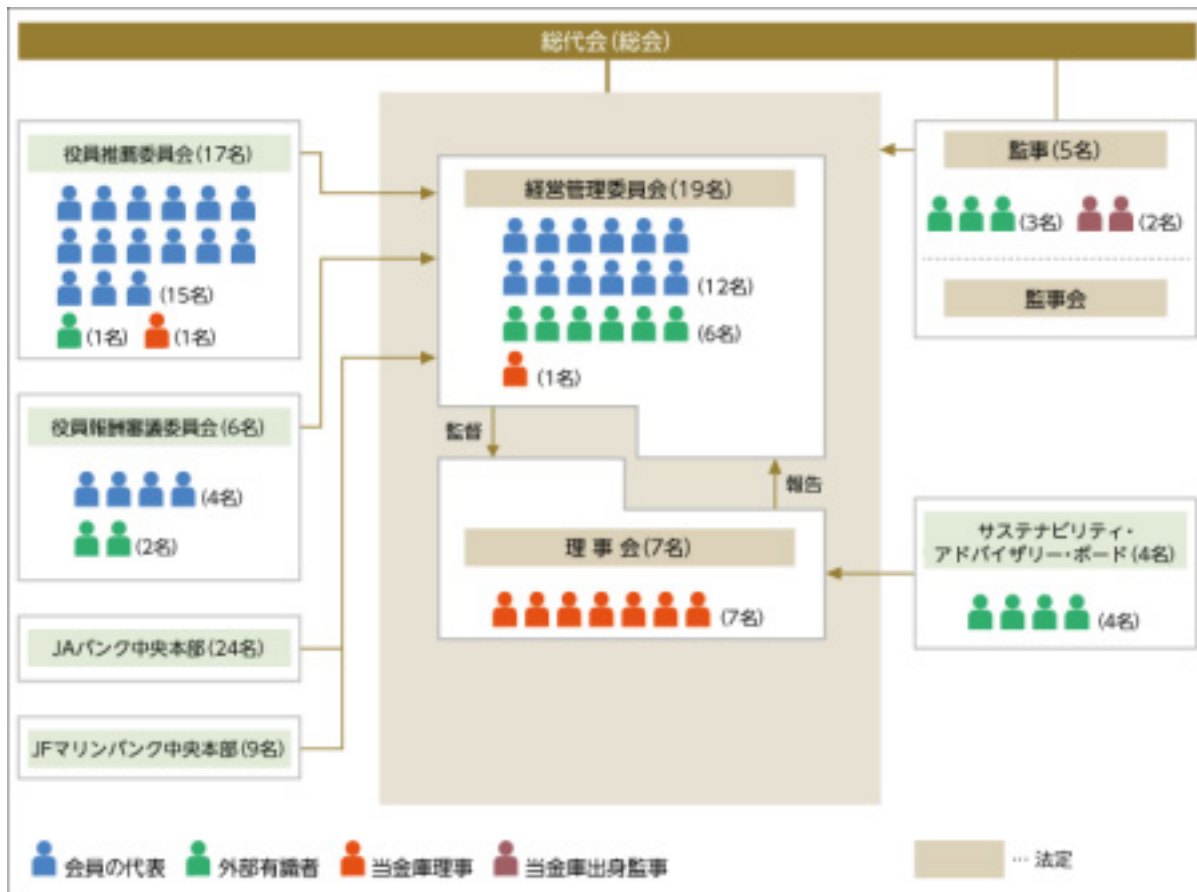 総代会(総会)
役員推薦委員会(17名)
(15名)
(1名)
(1名)
役員報酬審議委員会(6名)
(4名)
(2名)
JAバンク中央本部(24名)
JFマリンバンク中央本部(9名)
経営管理委員会(19名)
(12名)
(6名)
(1名)
監督
報告
理事会(7名)
(7名)
監事(5名)
(3名)
(2名)
監事会
サステナビリティ・
アドバイザリー・ボード(4名)
(4名)
会員の代表
外部有識者
当金庫理事
当金庫出身監事
… 法定